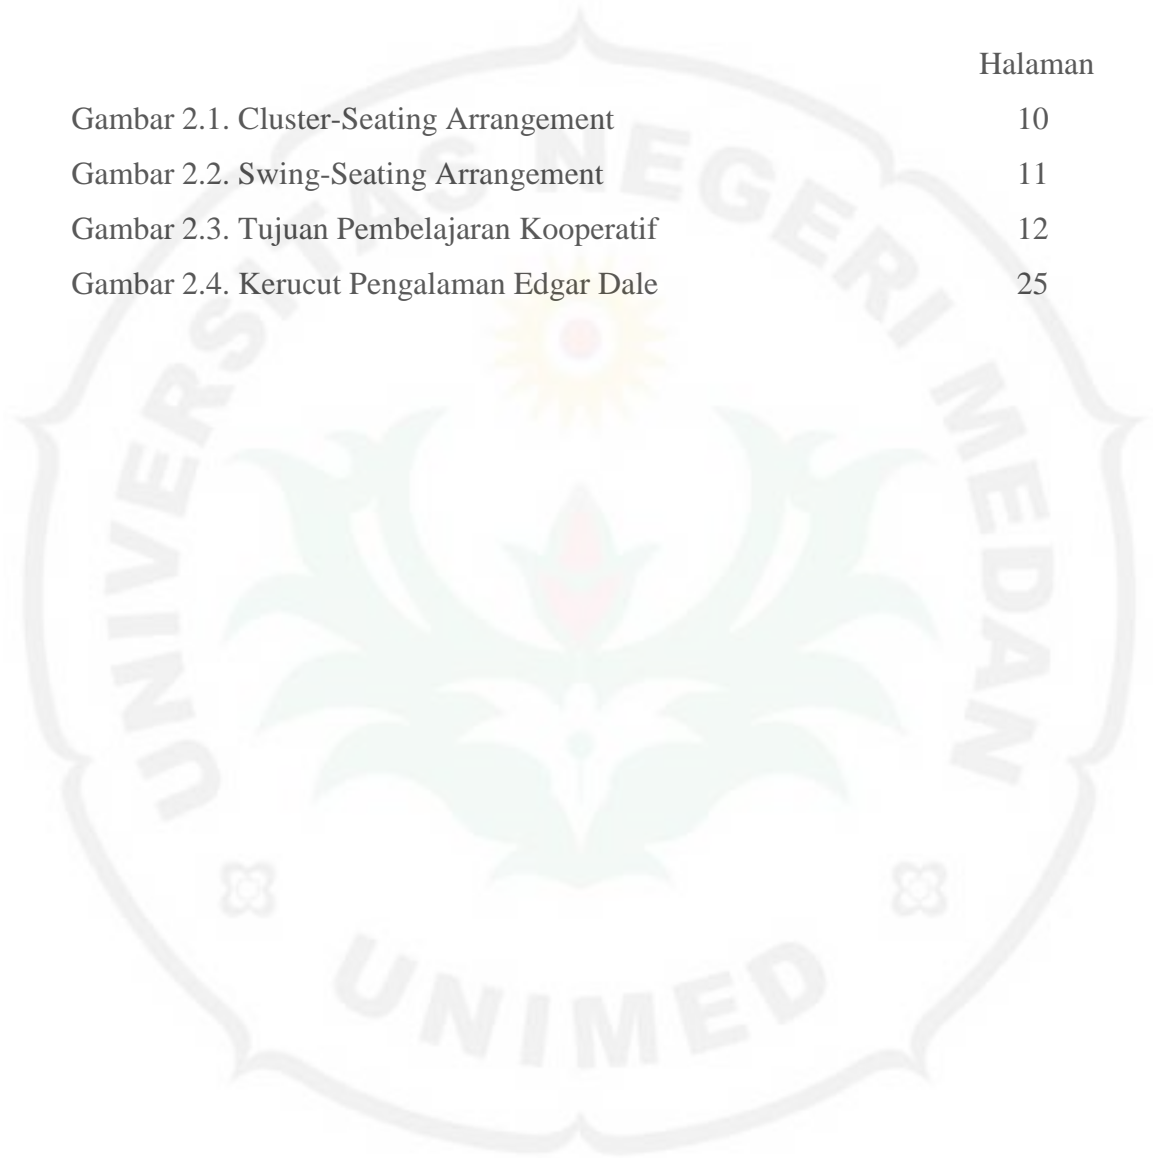 Halaman
Gambar 2.1. Cluster-Seating Arrangement 10
Gambar 2.2. Swing-Seating Arrangement 11
Gambar 2.3. Tujuan Pembelajaran Kooperatif 12
Gambar 2.4. Kerucut Pengalaman Edgar Dale 25
UNIVERSITAS NEGERI MEDAN
UNIMED